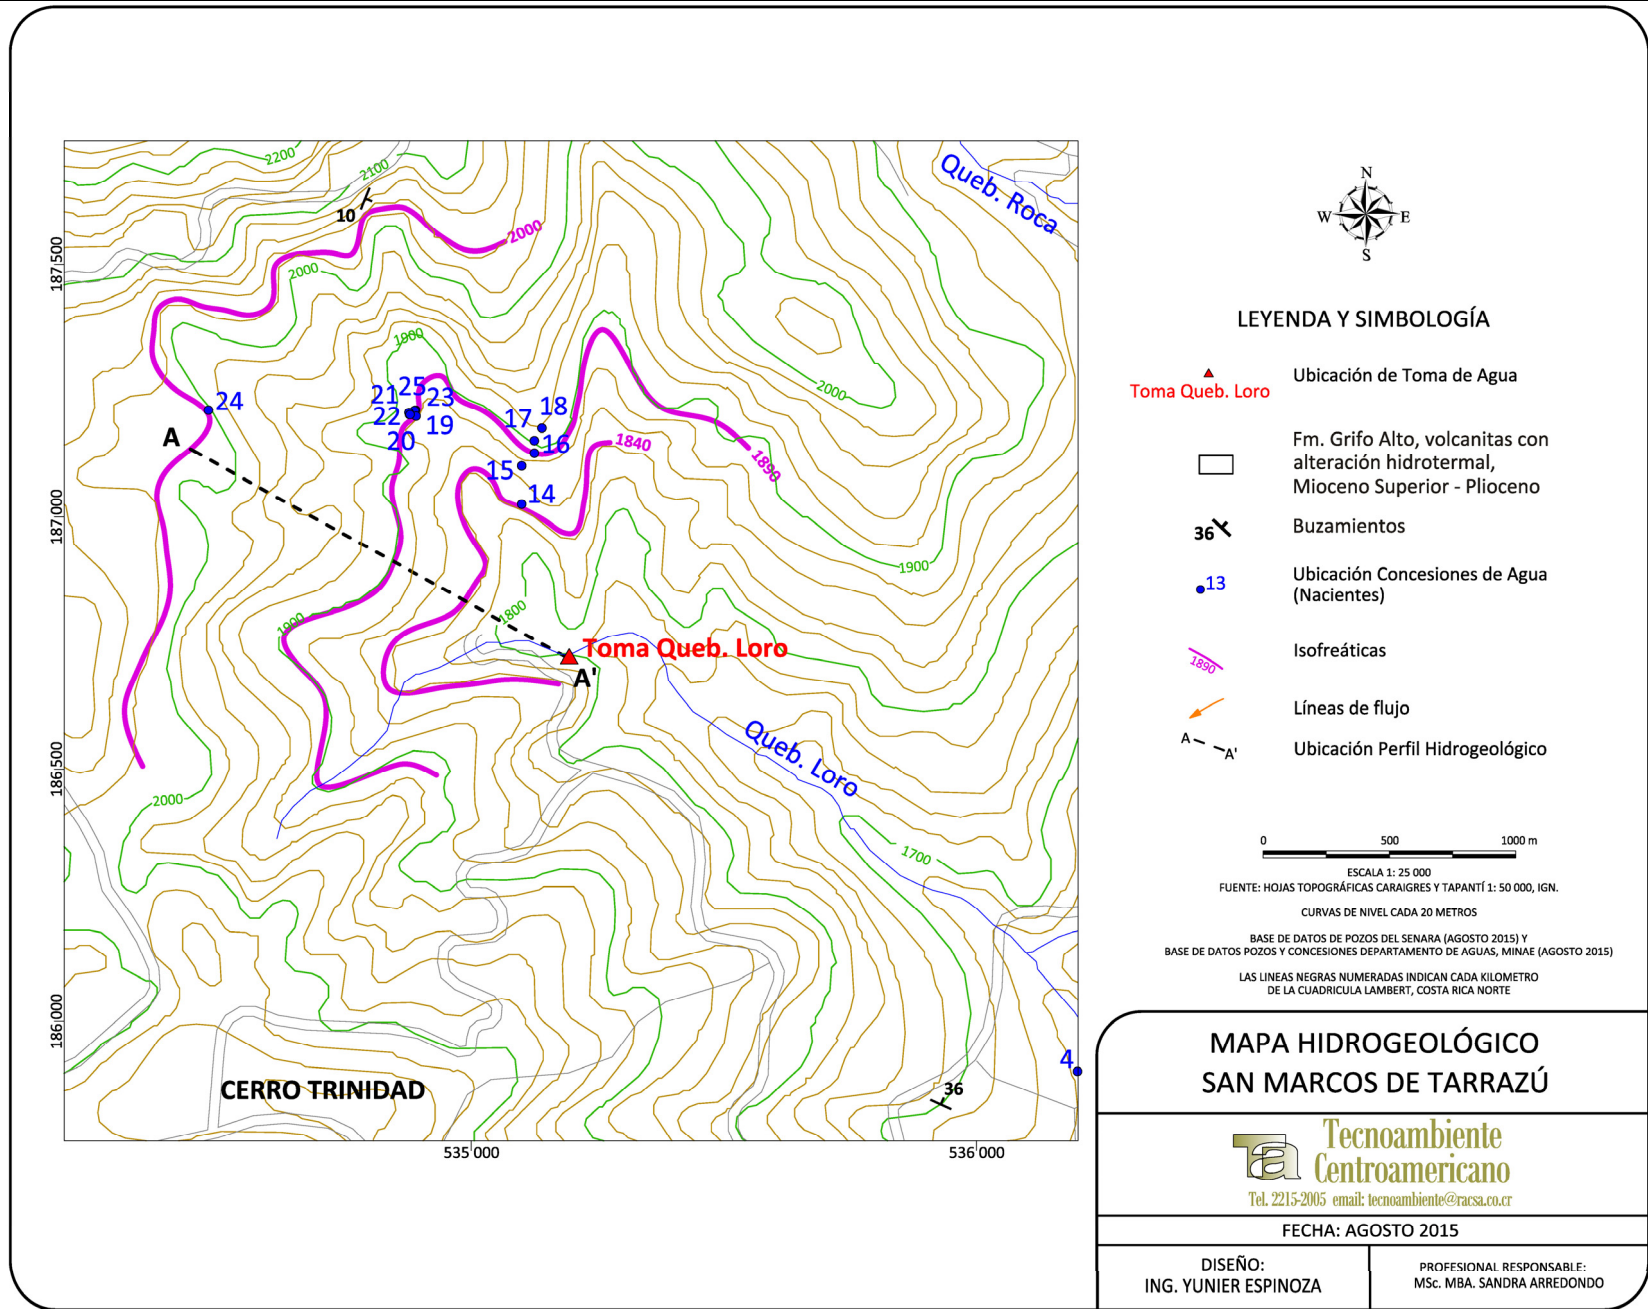 2200
2100
10
2000
2000
Queb. Roca
1900
2000
24
25
21
23
22
19
20
18
17
16
15
14
A
1840
1890
1900
1800
1900
Toma Queb. Loro
A'
Queb. Loro
2000
1700
4
36
CERRO TRINIDAD
187'500
187'000
186'500
186'000
535'000
536'000
N
W
E
S
LEYENDA Y SIMBOLOGÍA
Toma Queb. Loro
Ubicación de Toma de Agua
Fm. Grifo Alto, volcanitas con
alteración hidrotermal,
Mioceno Superior - Plioceno
36
Buzamientos
13
Ubicación Concesiones de Agua
(Nacientes)
1890
Isofreáticas
Líneas de flujo
A
A'
Ubicación Perfil Hidrogeológico
0
500
1000 m
ESCALA 1: 25 000
FUENTE: HOJAS TOPOGRÁFICAS CARAIGRES Y TAPANTÍ 1: 50 000, IGN.
CURVAS DE NIVEL CADA 20 METROS
BASE DE DATOS DE POZOS DEL SENARA (AGOSTO 2015) Y
BASE DE DATOS POZOS Y CONCESIONES DEPARTAMENTO DE AGUAS, MINAE (AGOSTO 2015)
LAS LINEAS NEGRAS NUMERADAS INDICAN CADA KILOMETRO
DE LA CUADRICULA LAMBERT, COSTA RICA NORTE
MAPA HIDROGEOLÓGICO
SAN MARCOS DE TARRAZÚ
Ta
Tecnoambiente
Centroamericano
Tel. 2215-2005 email: tecnoambiente@racsa.co.cr
FECHA: AGOSTO 2015
DISEÑO:
ING. YUNIER ESPINOZA
PROFESIONAL RESPONSABLE:
MSc. MBA. SANDRA ARREDONDO